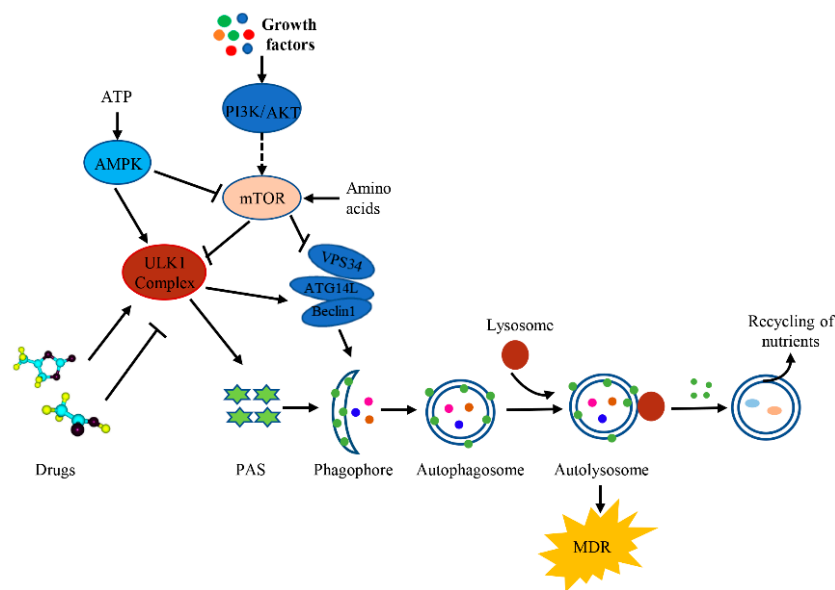 Growth
factors
ATP
PI3K/AKT
AMPK
mTOR
Amino
acids
ULK1
Complex
VPS34
ATG14L
Beclin1
Lysosome
Recycling of
nutrients
Drugs
PAS
Phagophore
Autophagosome
Autolysosome
MDR